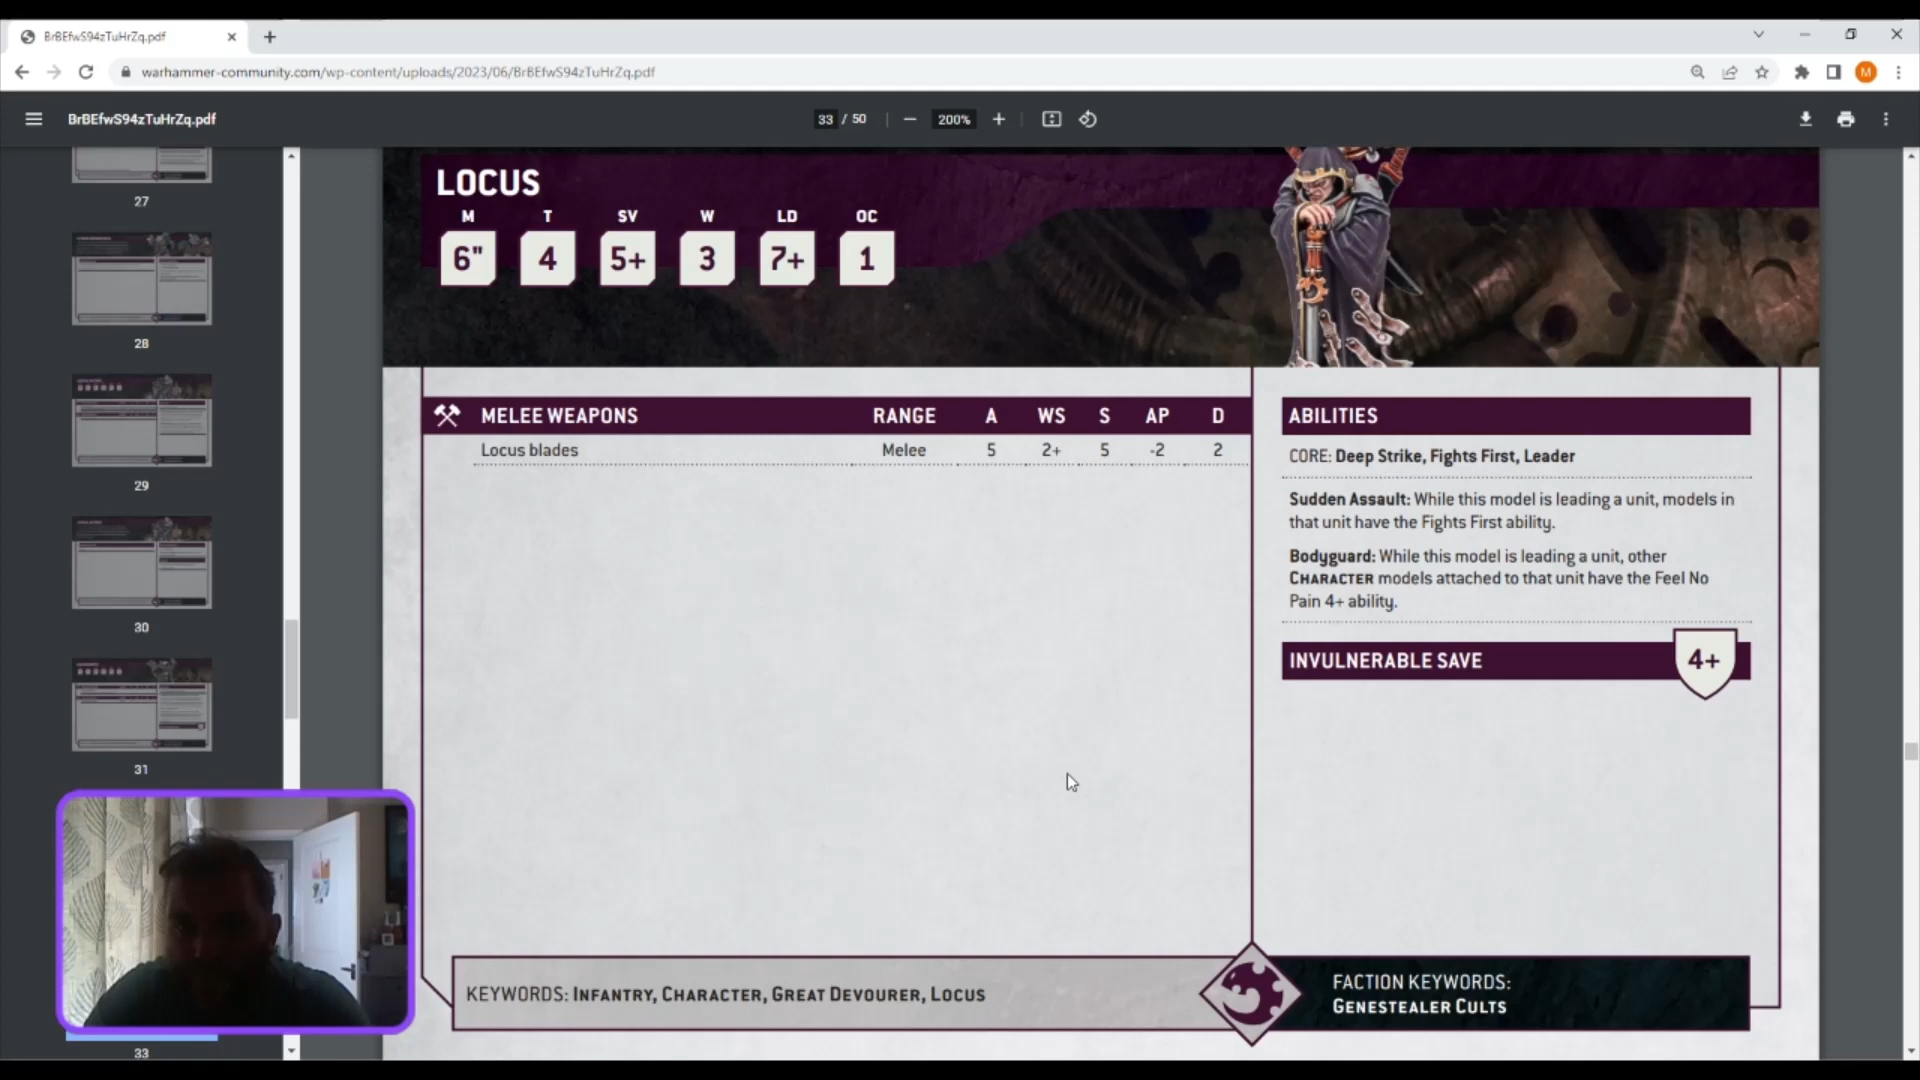 BrBEfwS94zTuHrZq.pdf
warhammer-community.com/wp-content/uploads/2023/06/BrBEfwS94zTuHrZq.pdf
M
BrBEfwS94zTuHrZq.pdf
33 / 50
200%
27
28
29
30
31
33
LOCUS
M T SV W LD OC
6" 4 5+ 3 7+ 1
MELEE WEAPONS RANGE A WS S AP D
Locus blades Melee 5 2+ 5 -2 2
ABILITIES
CORE: Deep Strike, Fights First, Leader
Sudden Assault: While this model is leading a unit, models in
that unit have the Fights First ability.
Bodyguard: While this model is leading a unit, other
CHARACTER models attached to that unit have the Feel No
Pain 4+ ability.
INVULNERABLE SAVE 4+
KEYWORDS: INFANTRY, CHARACTER, GREAT DEVOURER, LOCUS
FACTION KEYWORDS:
GENESTEALER CULTS